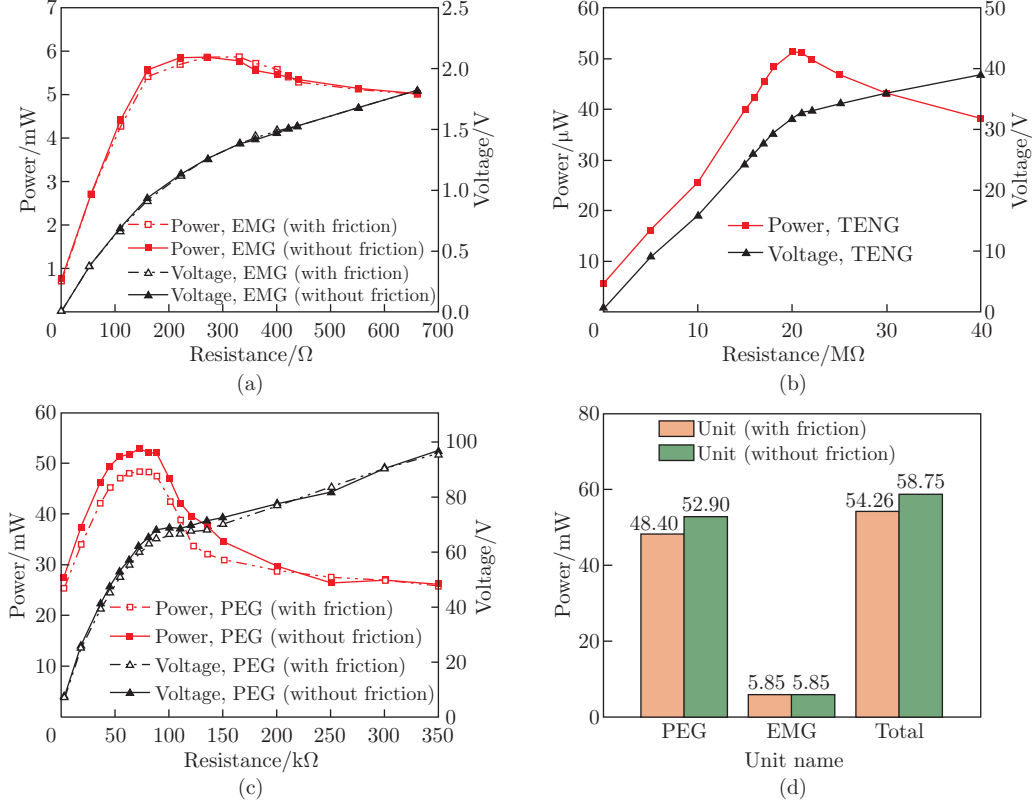 7
6
5
4
3
2
1
Power/mW
2.5
2.0
1.5
1.0
0.5
0.0
Voltage/V
Power, EMG (with friction)
Power, EMG (without friction)
Voltage, EMG (with friction)
Voltage, EMG (without friction)
0 100 200 300 400 500 600 700
Resistance/Ω
(a)
60
50
40
30
20
10
Power/μW
50
40
30
20
10
0
Voltage/V
Power, TENG
Voltage, TENG
0 10 20 30 40
Resistance/MΩ
(b)
60
50
40
30
20
10
Power/mW
100
80
60
40
20
0
Voltage/V
Power, PEG (with friction)
Power, PEG (without friction)
Voltage, PEG (with friction)
Voltage, PEG (without friction)
0 50 100 150 200 250 300 350
Resistance/kΩ
(c)
80
60
40
20
0
Power/mW
Unit (with friction)
Unit (without friction)
48.40 52.90
5.85 5.85
54.26 58.75
PEG EMG Total
Unit name
(d)